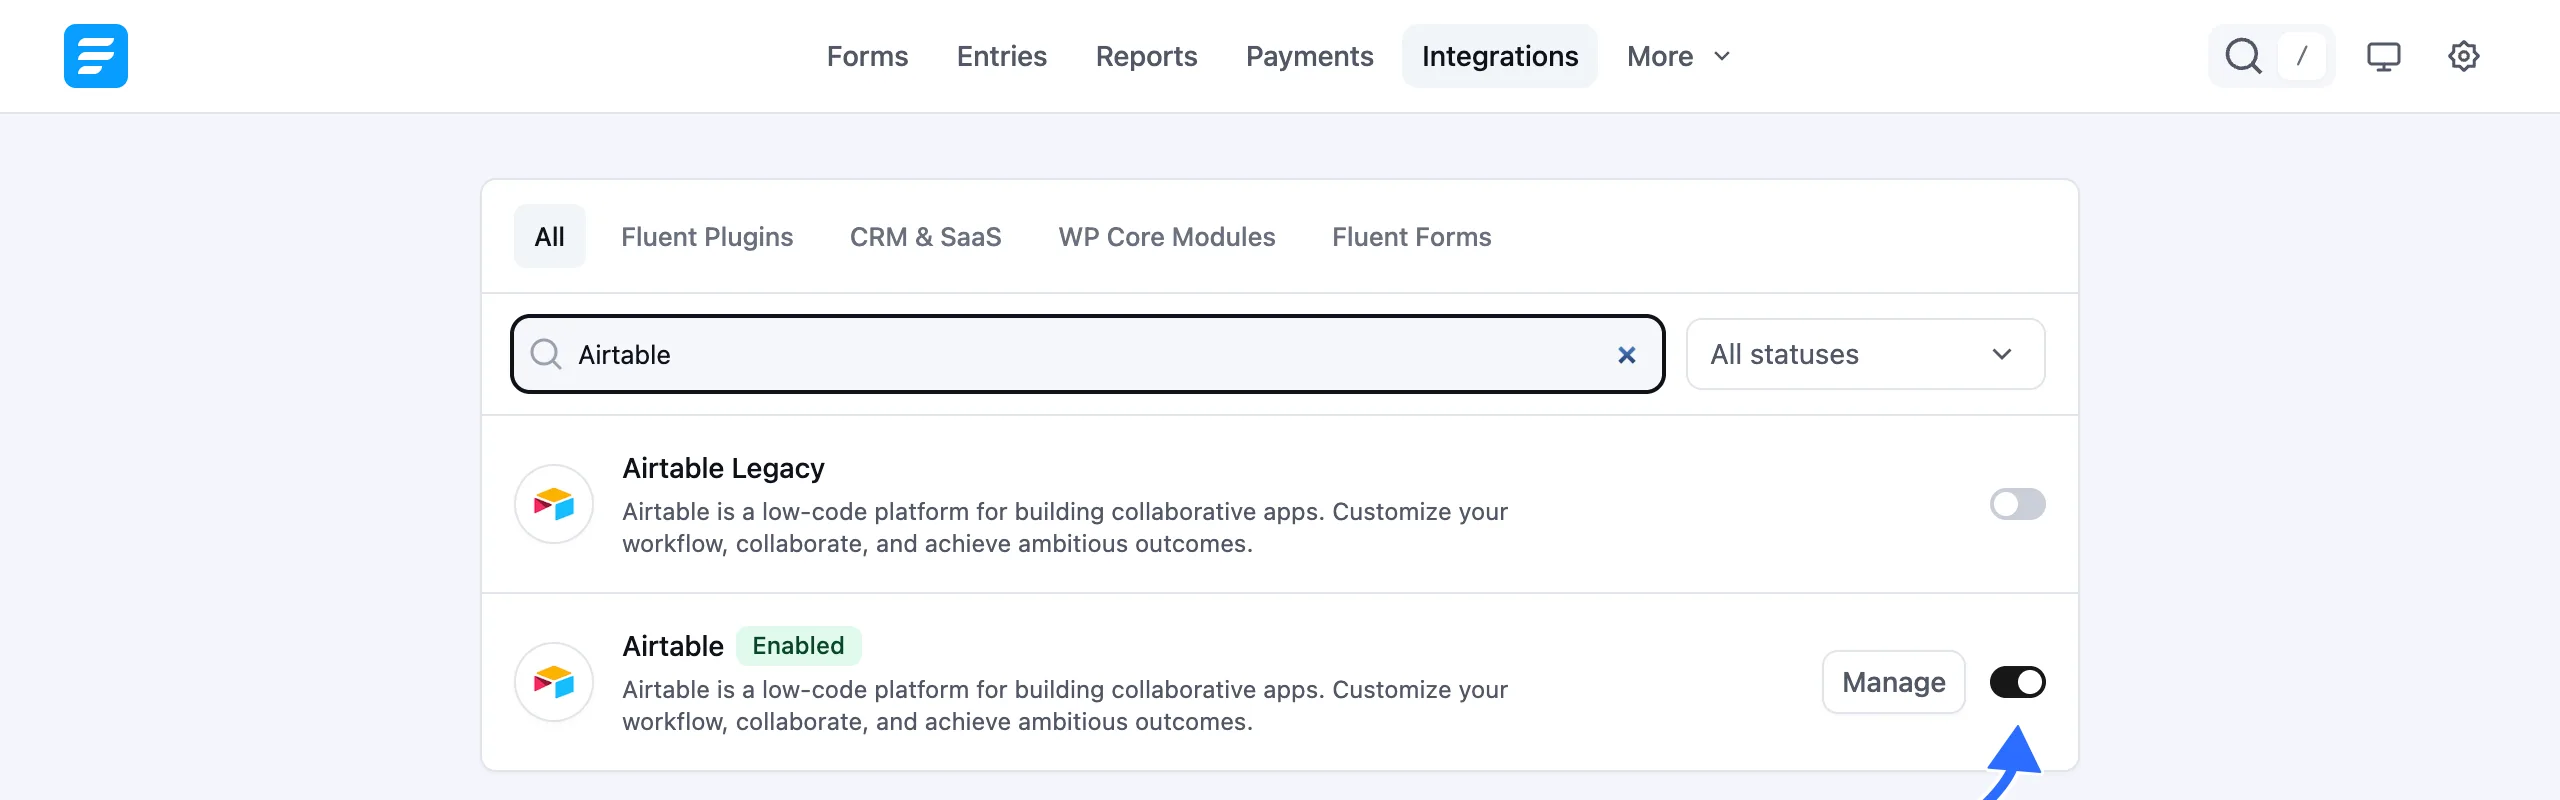 Forms Entries Reports Payments Integrations More /
All Fluent Plugins CRM & SaaS WP Core Modules Fluent Forms
Airtable All statuses
Airtable Legacy
Airtable is a low-code platform for building collaborative apps. Customize your
workflow, collaborate, and achieve ambitious outcomes.
Airtable Enabled
Airtable is a low-code platform for building collaborative apps. Customize your
workflow, collaborate, and achieve ambitious outcomes.
Manage